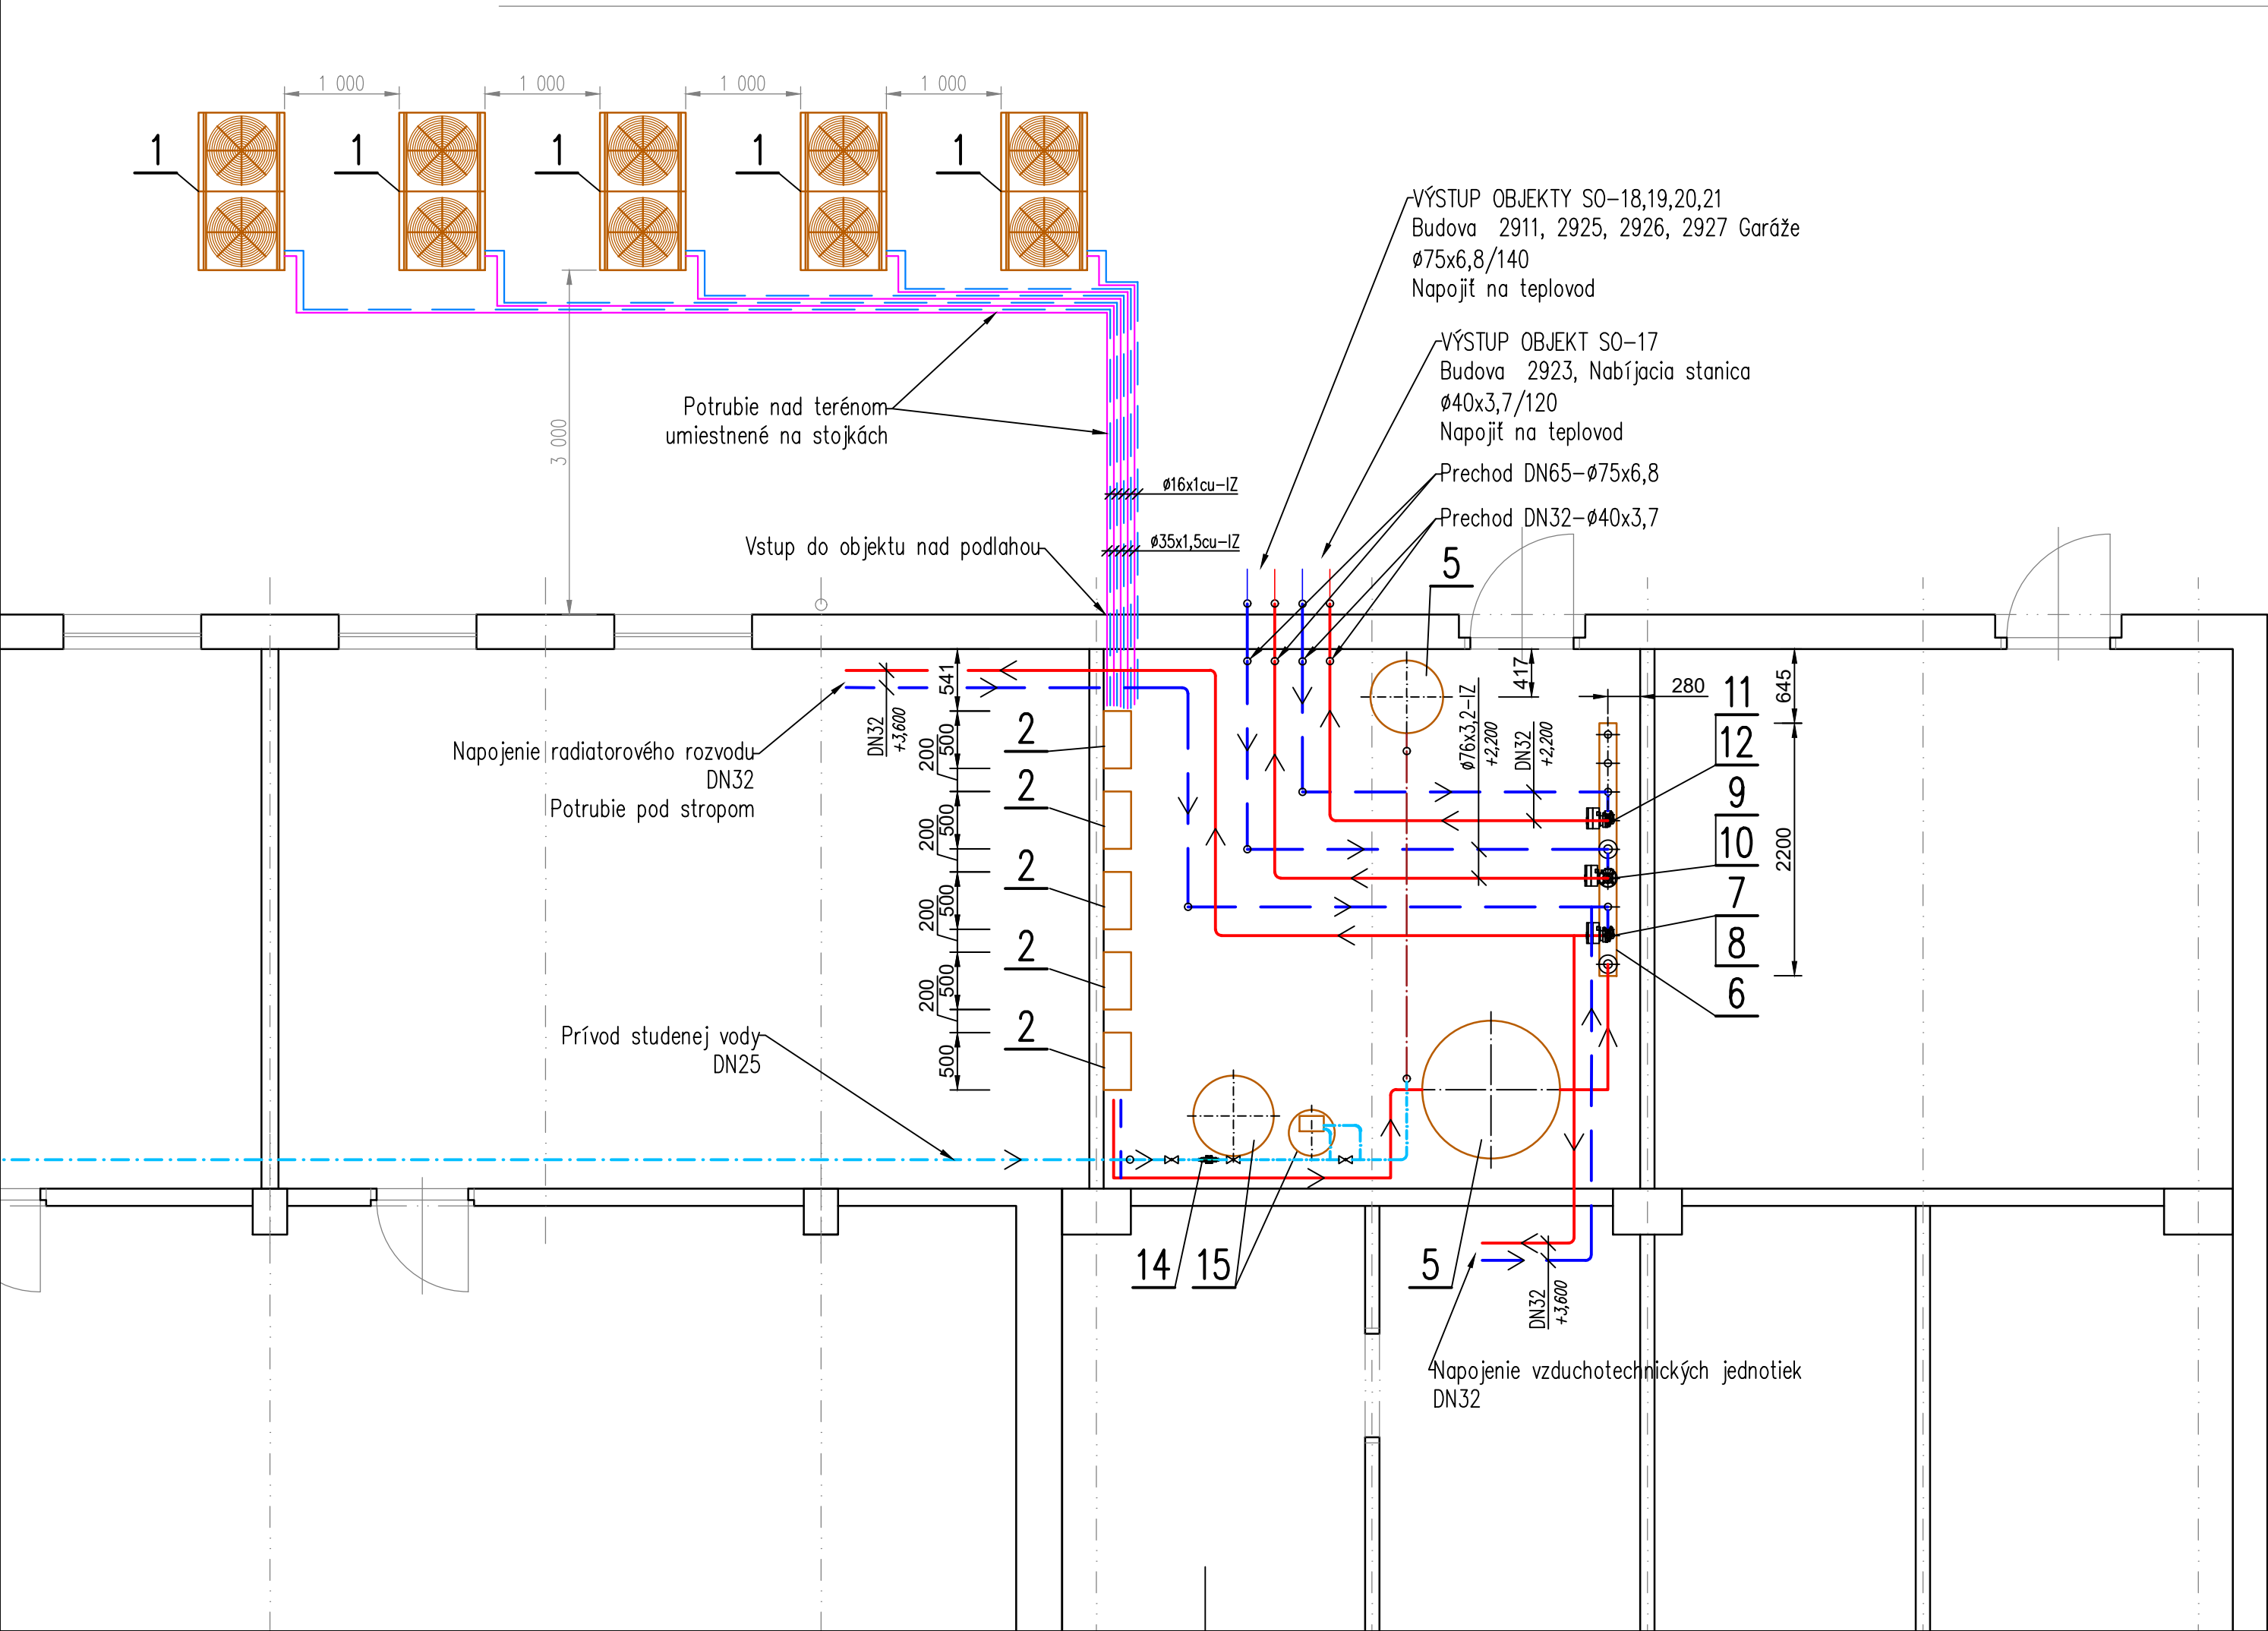 1 000
1 000
1 000
1 000
1
1
1
1
1
VÝSTUP OBJEKTY SO-18,19,20,21
Budova 2911, 2925, 2926, 2927 Garáže
ø75x6,8/140
Napojiť na teplovod
VÝSTUP OBJEKT SO-17
Budova 2923, Nabíjacia stanica
ø40x3,7/120
Napojiť na teplovod
Prechod DN65-ø75x6,8
Prechod DN32-ø40x3,7
Potrubie nad terénom
umiestnené na stojkách
3 000
ø16x1cu-IZ
ø35x1,5cu-IZ
Vstup do objektu nad podlahou
5
541
417
280
645
11
12
9
10
7
8
6
2200
DN32
+3,600
ø76x3,2-IZ
+2,200
DN32
+2,200
Napojenie radiatorového rozvodu
DN32
Potrubie pod stropom
500
200
500
200
500
200
500
200
500
2
2
2
2
2
Prívod studenej vody
DN25
14
15
5
DN32
+3,600
Napojenie vzduchotechnických jednotiek
DN32